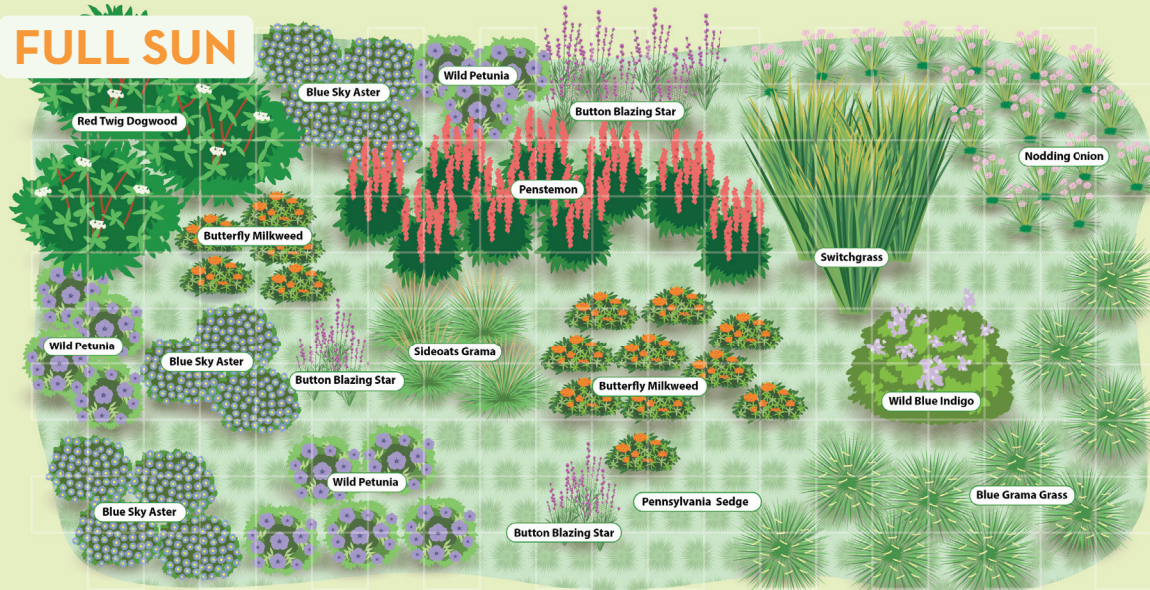 FULL SUN
Blue Sky Aster
Wild Petunia
Button Blazing Star
Red Twig Dogwood
Nodding Onion
Penstemon
Butterfly Milkweed
Switchgrass
Wild Petunia
Blue Sky Aster
Sideoats Grama
Button Blazing Star
Butterfly Milkweed
Wild Blue Indigo
Wild Petunia
Blue Grama Grass
Pennsylvania Sedge
Blue Sky Aster
Button Blazing Star